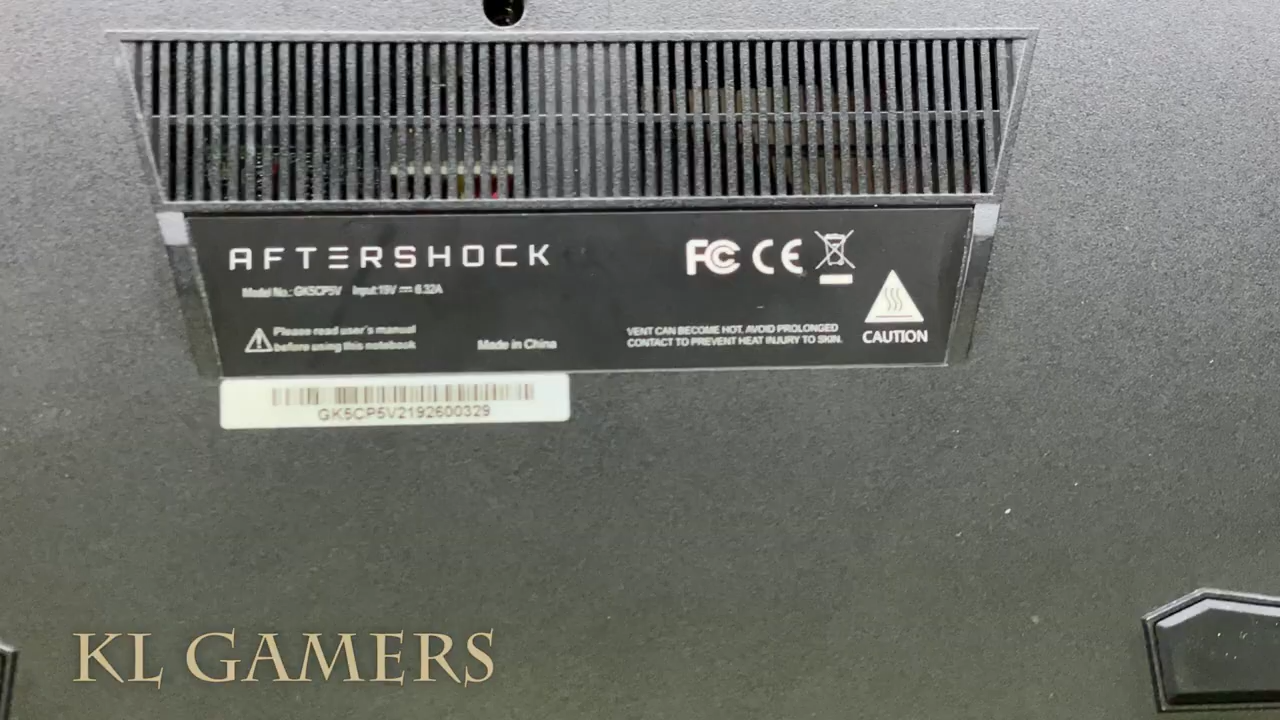 AFTERSHOCK
FC CE
Model No.: GK5CP5V Input: 19V ⎓ 6.32A
Please read user's manual
before using this notebook
Made in China
VENT CAN BECOME HOT. AVOID PROLONGED
CONTACT TO PREVENT HEAT INJURY TO SKIN.
CAUTION
GK5CP5V2192600329
KL GAMERS